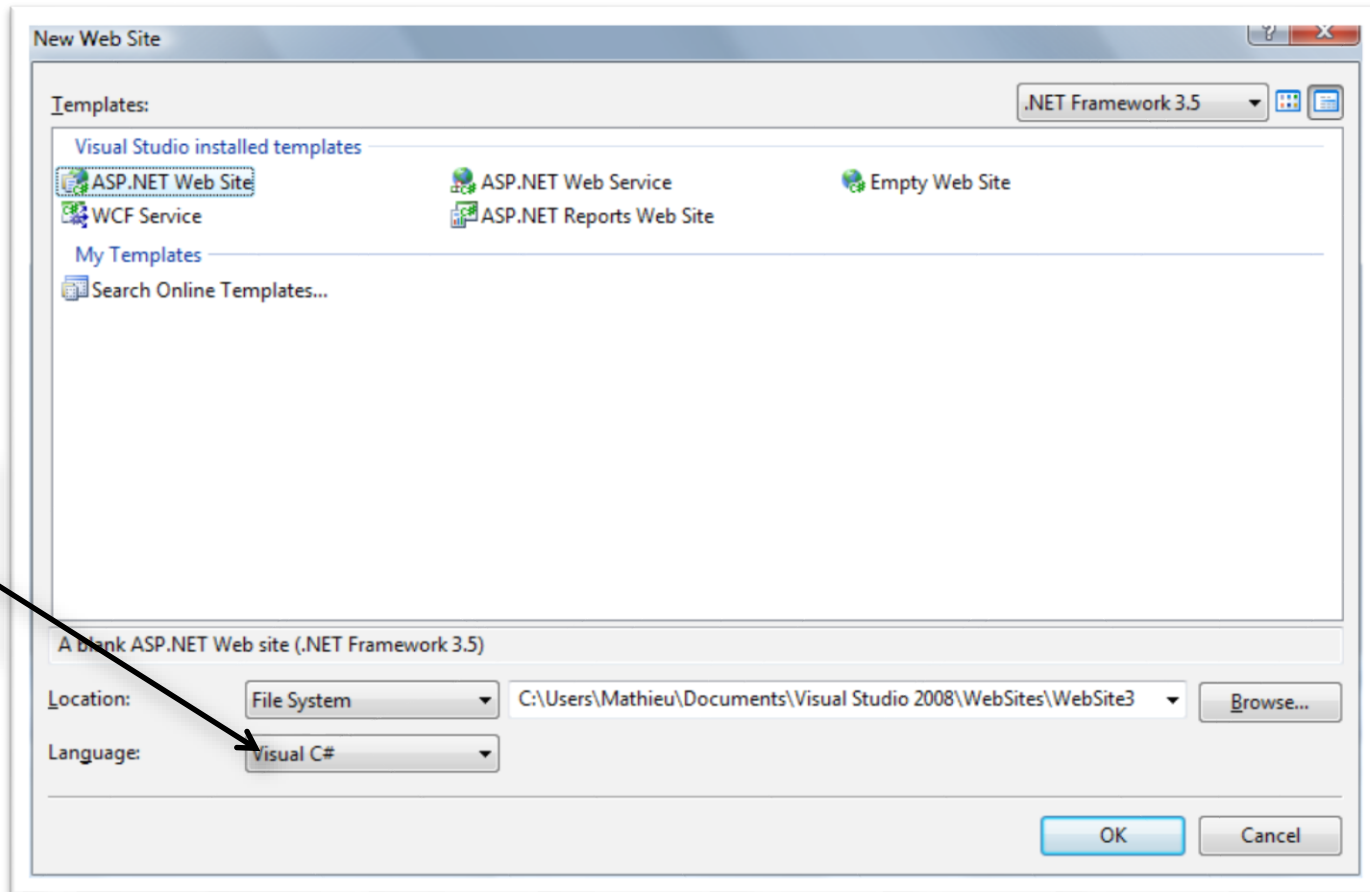 New Web Site
Templates:
.NET Framework 3.5
Visual Studio installed templates
ASP.NET Web Site
ASP.NET Web Service
Empty Web Site
WCF Service
ASP.NET Reports Web Site
My Templates
Search Online Templates...
A blank ASP.NET Web site (.NET Framework 3.5)
Location:
File System
C:\Users\Mathieu\Documents\Visual Studio 2008\WebSites\WebSite3
Browse...
Language:
Visual C#
OK
Cancel